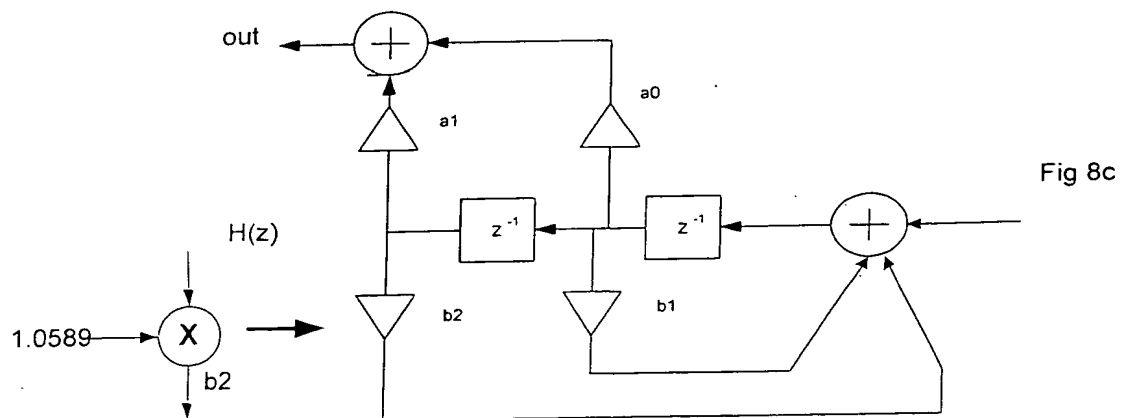 out
+
a0
a1
Fig 8c
z⁻¹
z⁻¹
+
H(z)
b2
b1
1.0589
X
b2